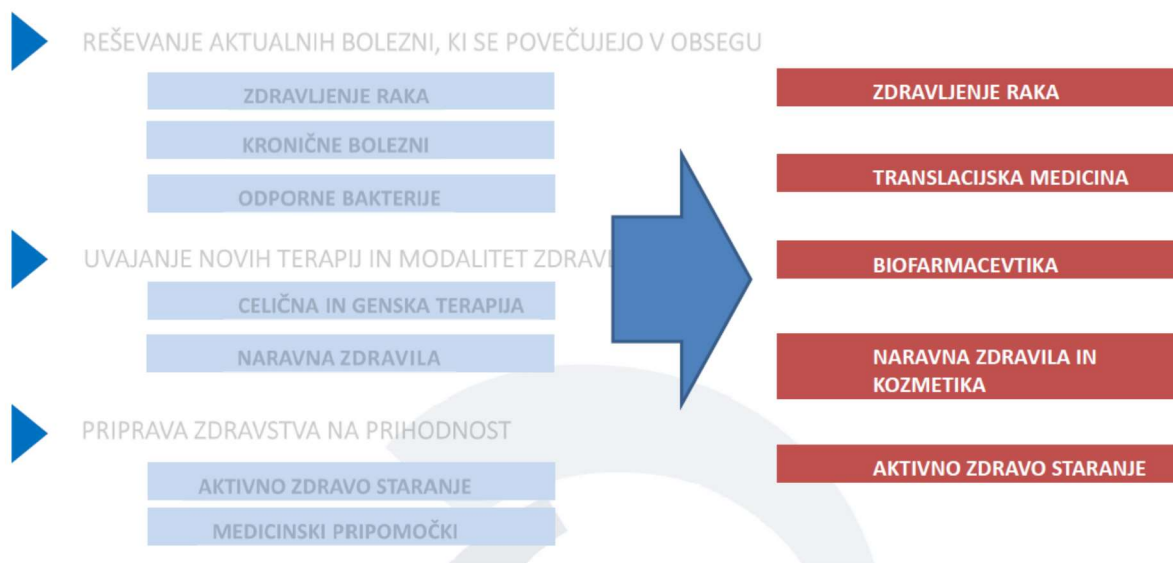 REŠEVANJE AKTUALNIH BOLEZNI, KI SE POVEČUJEJO V OBSEGU
ZDRAVLJENJE RAKA
KRONIČNE BOLEZNI
ODPORNE BAKTERIJE
UVAJANJE NOVIH TERAPIJ IN MODALITET
CELIČNA IN GENSKA TERAPIJA
NARAVNA ZDRAVILA
PRIPRAVA ZDRAVSTVA NA PRIHODNOST
AKTIVNO ZDRAVO STARANJE
MEDICINSKI PRIPOMOČKI
ZDRAVLJENJE RAKA
TRANSLACIJSKA MEDICINA
BIOFARMACEVTIKA
NARAVNA ZDRAVILA IN
KOZMETIKA
AKTIVNO ZDRAVO STARANJE